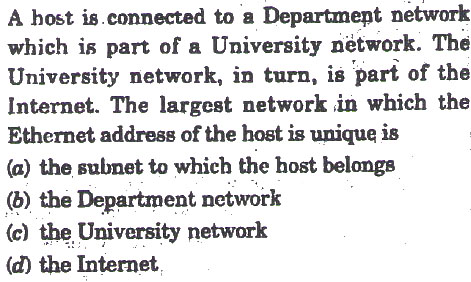 A host is connected to a Department network
which is part of a University network. The
University network, in turn, is part of the
Internet. The largest network in which the
Ethernet address of the host is unique is
(a) the subnet to which the host belongs
(b) the Department network
(c) the University network
(d) the Internet